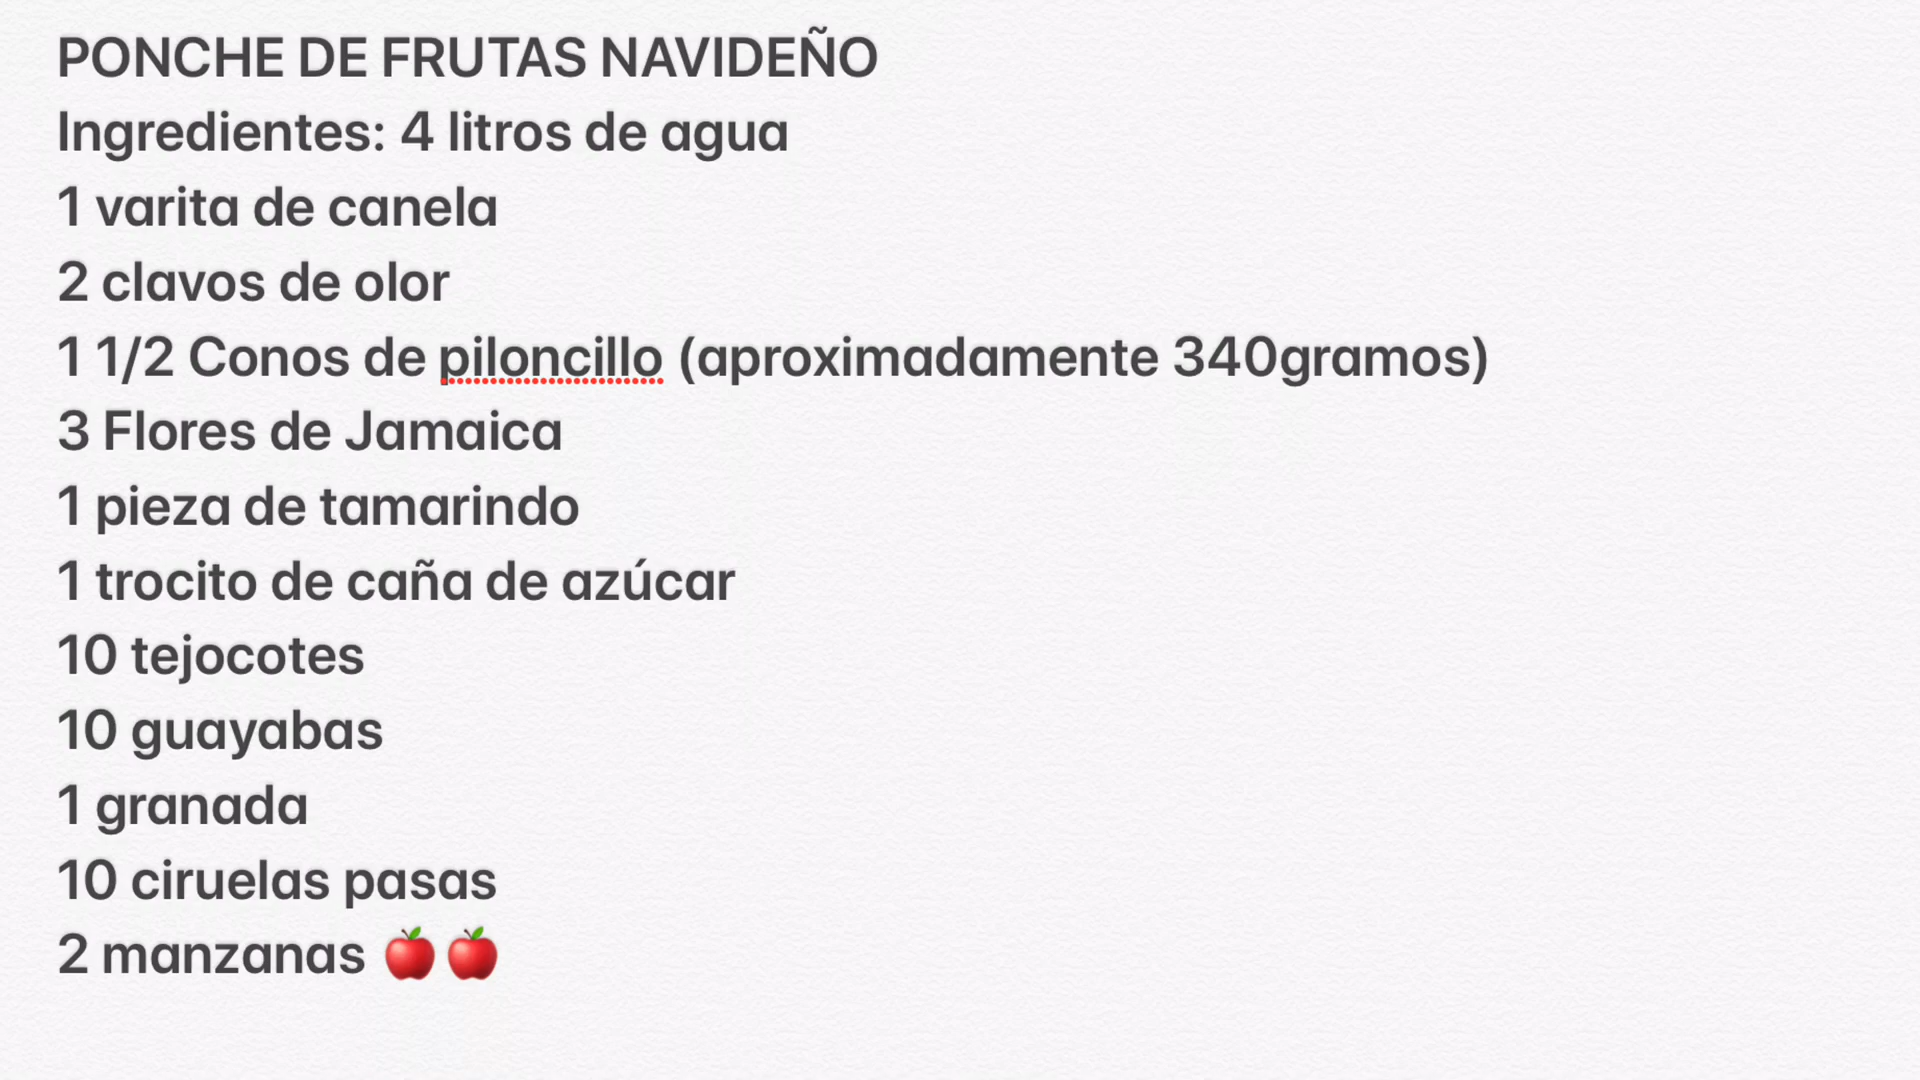 PONCHE DE FRUTAS NAVIDEÑO
Ingredientes: 4 litros de agua
1 varita de canela
2 clavos de olor
1 1/2 Conos de piloncillo (aproximadamente 340gramos)
3 Flores de Jamaica
1 pieza de tamarindo
1 trocito de caña de azúcar
10 tejocotes
10 guayabas
1 granada
10 ciruelas pasas
2 manzanas 🍎🍎